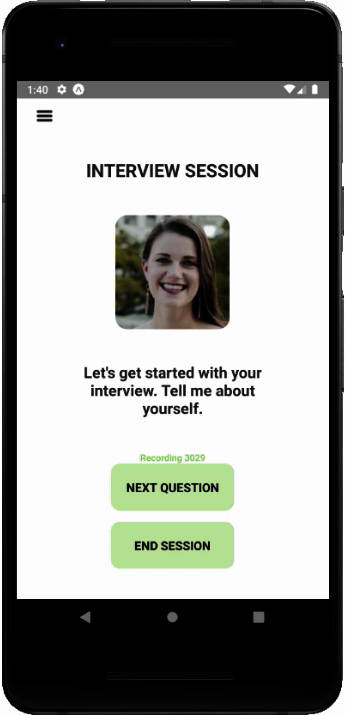 1:40
INTERVIEW SESSION
Let's get started with your
interview. Tell me about
yourself.
Recording 3029
NEXT QUESTION
END SESSION